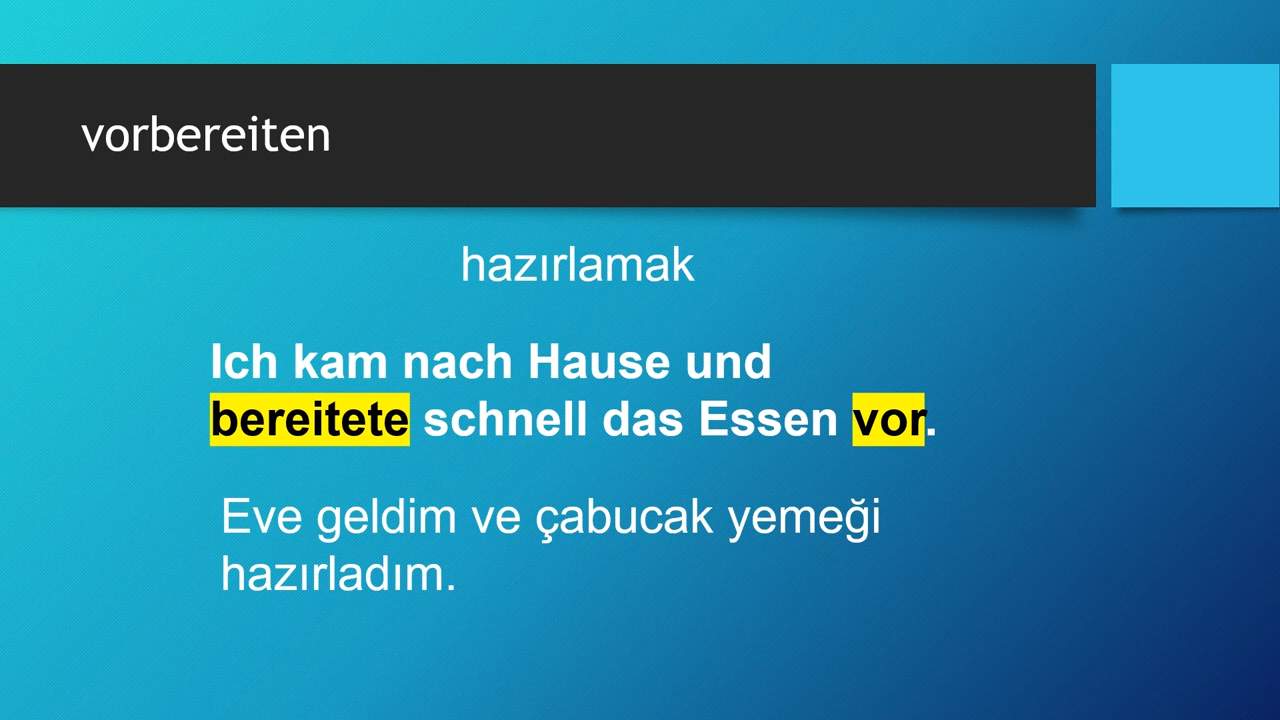 vorbereiten
hazırlamak
Ich kam nach Hause und
bereitete schnell das Essen vor.
Eve geldim ve çabucak yemeği
hazırladım.